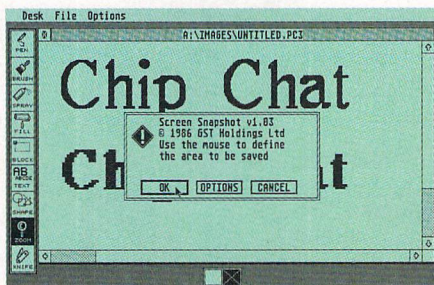 Desk File Options
A:\IMAGES\UNTITLED.PC3
PEN
BRUSH
SPRAY
FILL
BLOCK
ABCDE
TEXT
SHAPE
ZOOM
KNIFE
Chip Chat
Screen Snapshot v1.03
© 1986 GST Holdings Ltd
Use the mouse to define
the area to be saved
OK OPTIONS CANCEL